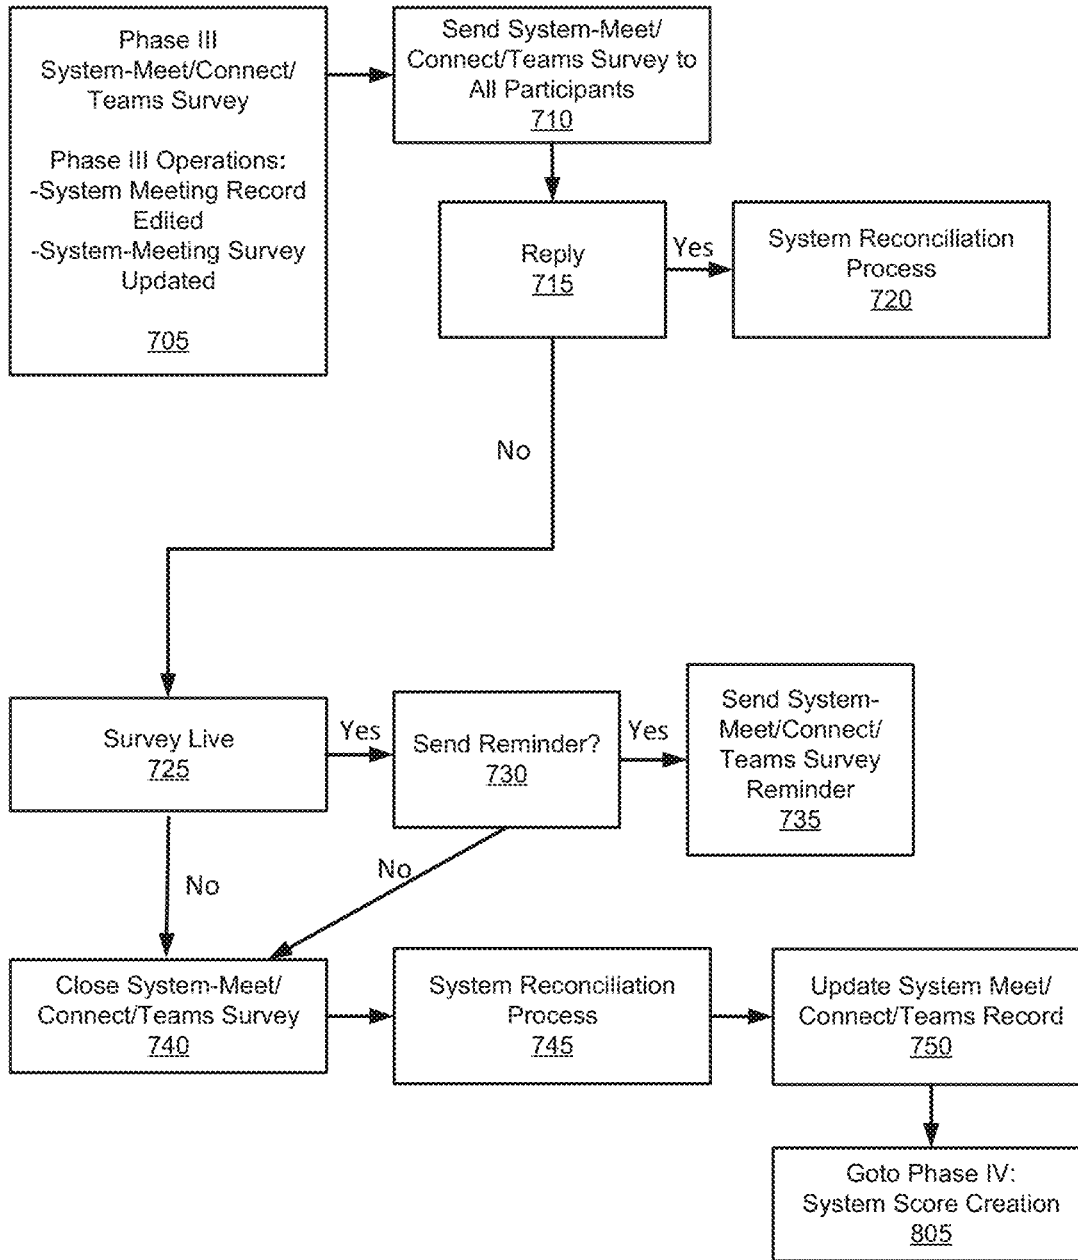 Phase III
System-Meet/Connect/
Teams Survey
Phase III Operations:
-System Meeting Record
Edited
-System-Meeting Survey
Updated
705
Send System-Meet/
Connect/Teams Survey to
All Participants
710
Reply
715
Yes
System Reconciliation
Process
720
No
Survey Live
725
Yes
Send Reminder?
730
Yes
Send System-
Meet/Connect/
Teams Survey
Reminder
735
No
No
Close System-Meet/
Connect/Teams Survey
740
System Reconciliation
Process
745
Update System Meet/
Connect/Teams Record
750
Goto Phase IV:
System Score Creation
805